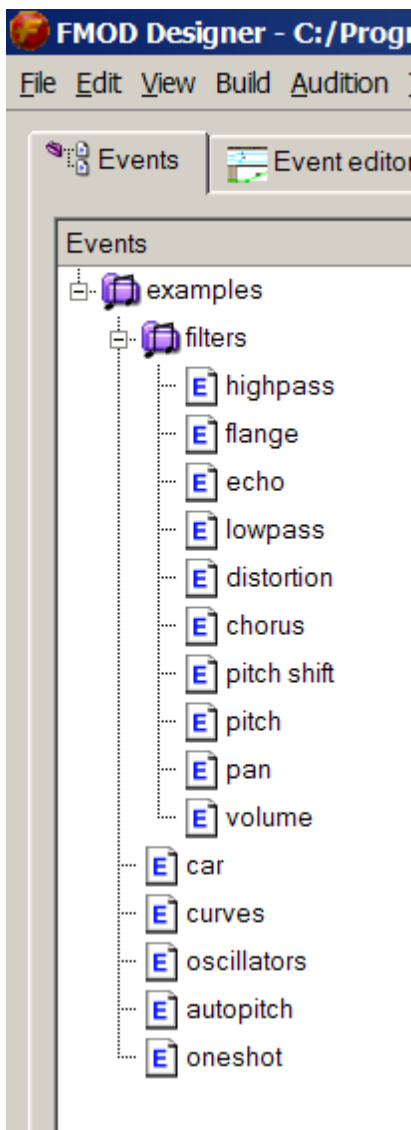 FMOD Designer - C:/Prog
File Edit View Build Audition
Events Event editor
Events
examples
filters
E highpass
E flange
E echo
E lowpass
E distortion
E chorus
E pitch shift
E pitch
E pan
E volume
E car
E curves
E oscillators
E autopitch
E oneshot